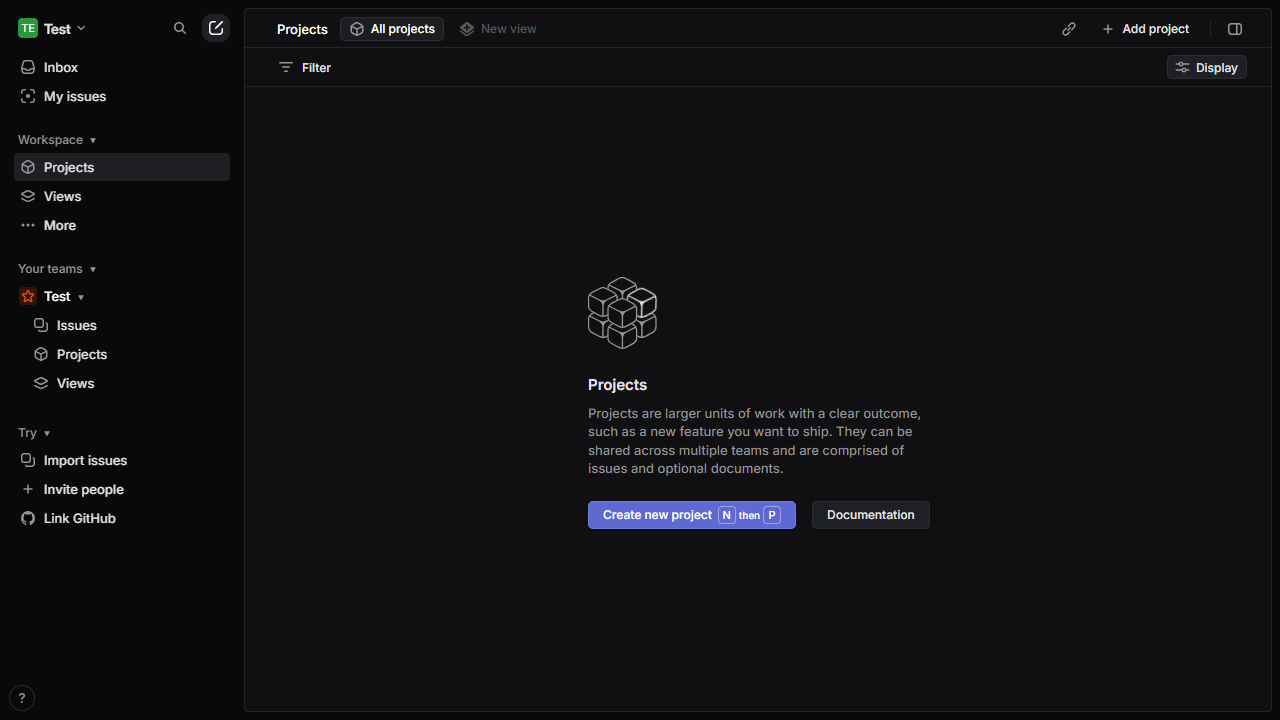 TE Test
Inbox
My issues
Workspace
Projects
Views
More
Your teams
Test
Issues
Projects
Views
Try
Import issues
Invite people
Link GitHub
?
Projects
All projects
New view
Add project
Filter
Display
Projects
Projects are larger units of work with a clear outcome,
such as a new feature you want to ship. They can be
shared across multiple teams and are comprised of
issues and optional documents.
Create new project N then P
Documentation